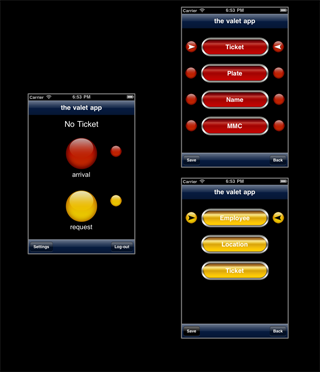 Carrier 6:53 PM
the valet app
No Ticket
arrival
request
Settings Log-out
Carrier 6:53 PM
the valet app
Ticket
Plate
Name
MMC
Save Back
Carrier 6:53 PM
the valet app
Employee
Location
Ticket
Save Back